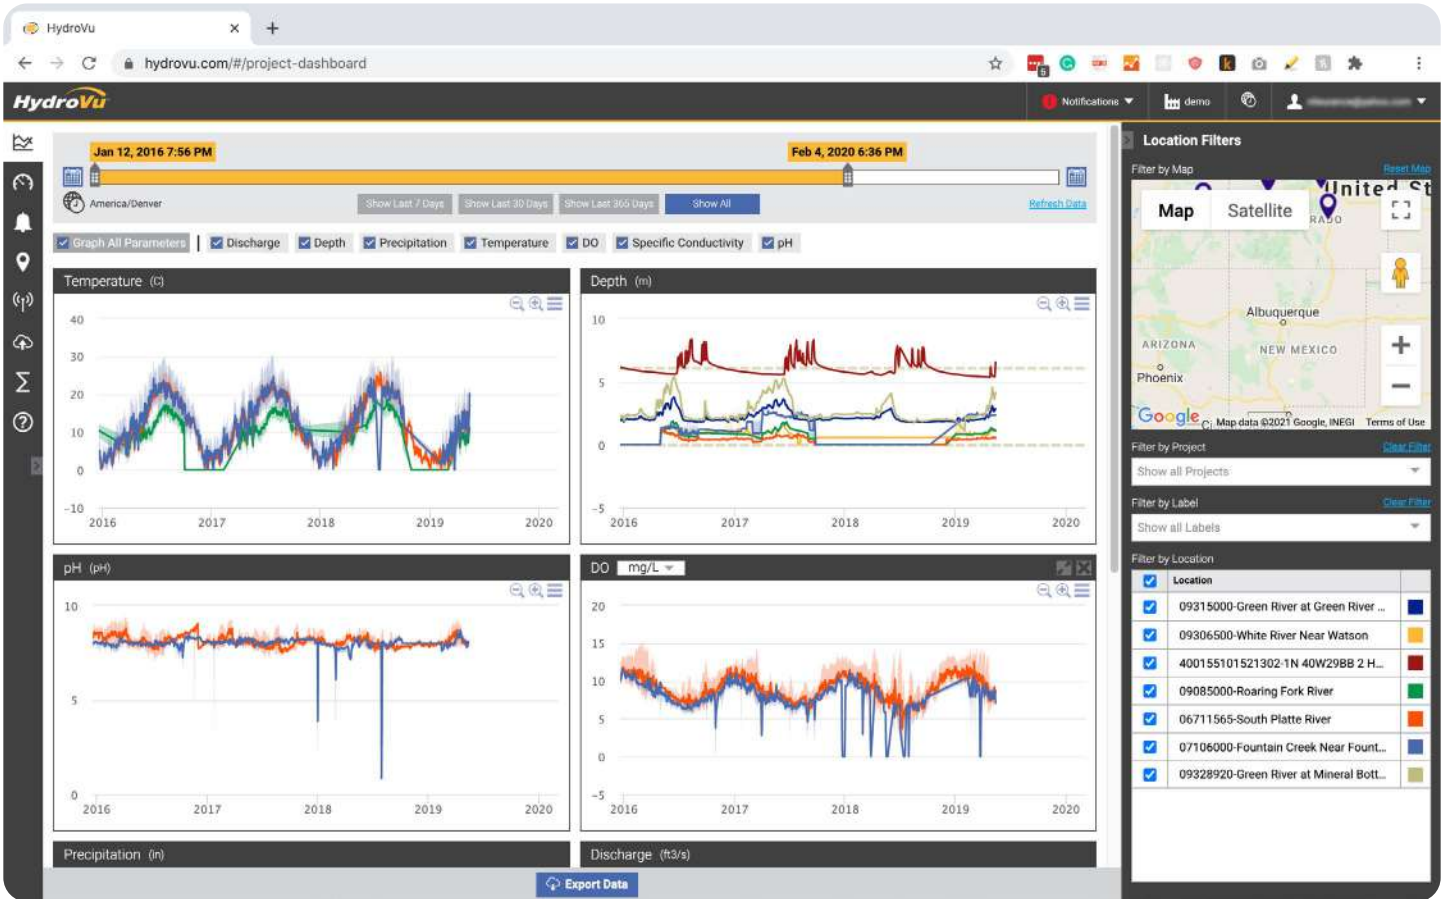 HydroVu
hydrovu.com/#/project-dashboard
5
k
HydroVu
Notifications
demo
Jan 12, 2016 7:56 PM
Feb 4, 2020 6:36 PM
America/Denver
Show Last 7 Days
Show Last 30 Days
Show Last 365 Days
Show All
Refresh Data
Graph All Parameters
Discharge
Depth
Precipitation
Temperature
DO
Specific Conductivity
pH
Temperature (C)
40
30
20
10
0
-10
2016
2017
2018
2019
2020
Depth (m)
10
5
0
-5
2016
2017
2018
2019
2020
pH (pH)
10
5
0
2016
2017
2018
2019
2020
DO mg/L
20
15
10
5
0
-5
2016
2017
2018
2019
2020
Precipitation (in)
Discharge (ft3/s)
Export Data
Location Filters
Filter by Map
Reset Map
Map
Satellite
United St
RADO
Albuquerque
ARIZONA
NEW MEXICO
Phoenix
Google
Map data ©2021 Google, INEGI
Terms of Use
Filter by Project
Clear Filter
Show all Projects
Filter by Label
Clear Filter
Show all Labels
Filter by Location
Location
09315000-Green River at Green River ...
09306500-White River Near Watson
400155101521302-1N 40W29BB 2 H...
09085000-Roaring Fork River
06711565-South Platte River
07106000-Fountain Creek Near Fount...
09328920-Green River at Mineral Bott...